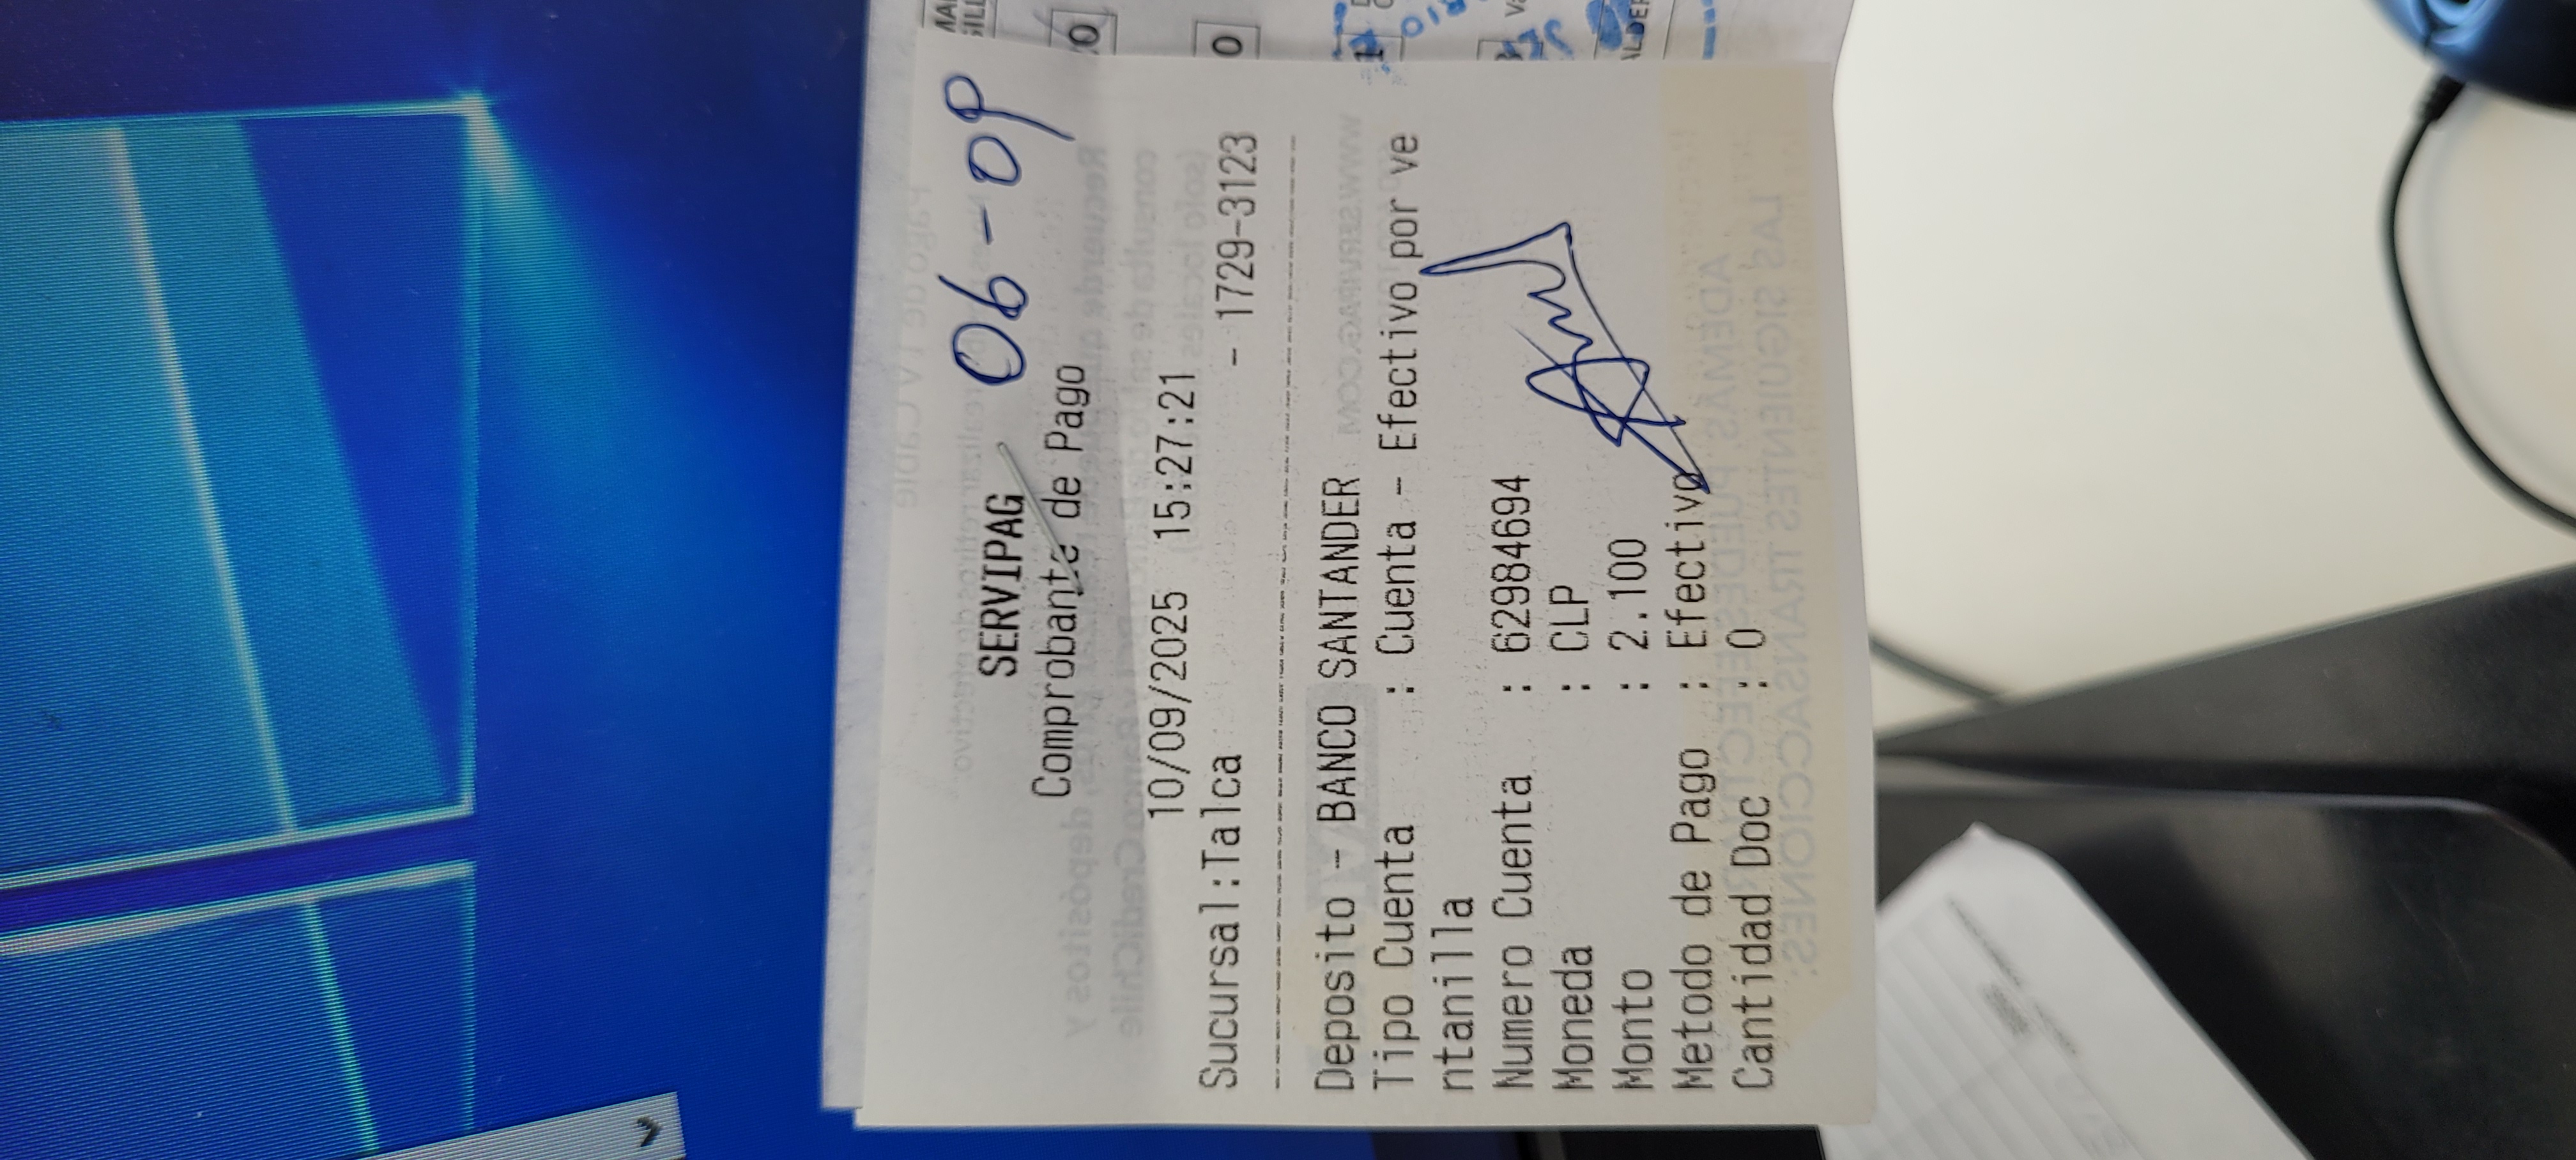 06-09
SERVIPAG
Comprobante de Pago
10/09/2025 15:27:21
Sucursal:Talca - 1729-3123
Deposito - BANCO SANTANDER
Tipo Cuenta : Cuenta - Efectivo por ve
ntanilla
Numero Cuenta : 62984694
Moneda : CLP
Monto : 2.100
Metodo de Pago : Efectivo
Cantidad Doc : 0